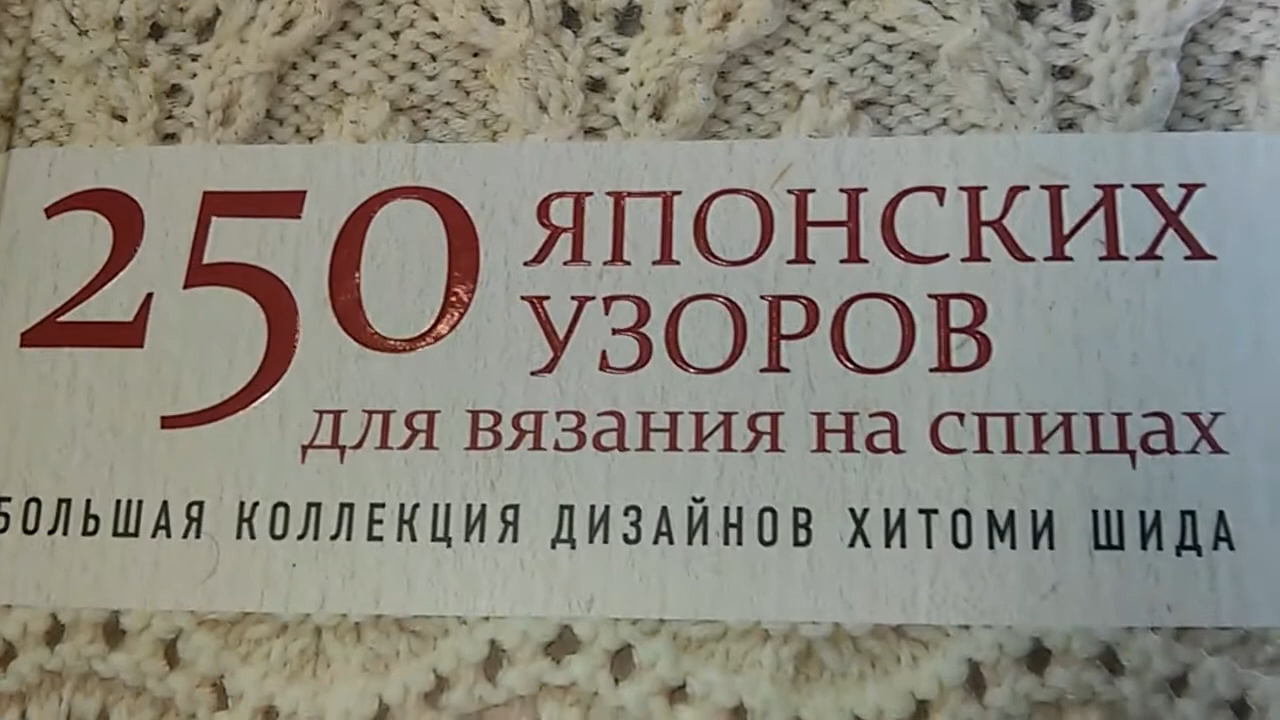 250 ЯПОНСКИХ
УЗОРОВ
для вязания на спицах
БОЛЬШАЯ КОЛЛЕКЦИЯ ДИЗАЙНОВ ХИТОМИ ШИДА